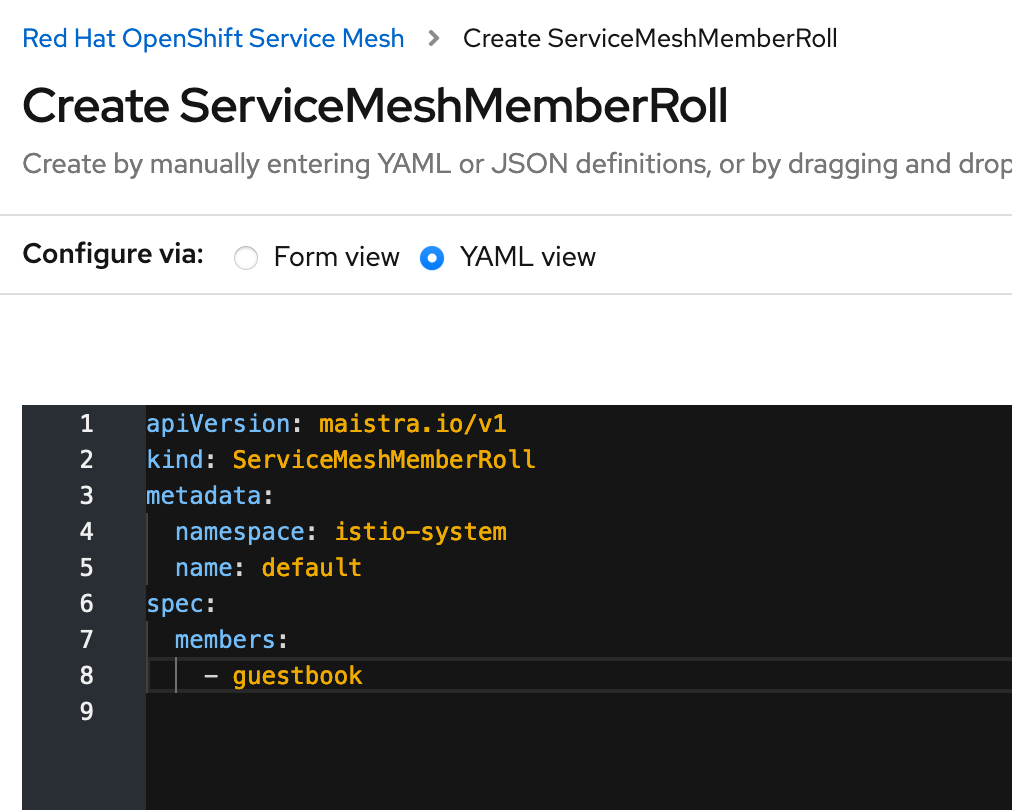 Red Hat OpenShift Service Mesh > Create ServiceMeshMemberRoll
Create ServiceMeshMemberRoll
Create by manually entering YAML or JSON definitions, or by dragging and drop
Configure via: Form view YAML view
1 apiVersion: maistra.io/v1
2 kind: ServiceMeshMemberRoll
3 metadata:
4   namespace: istio-system
5   name: default
6 spec:
7   members:
8     - guestbook
9